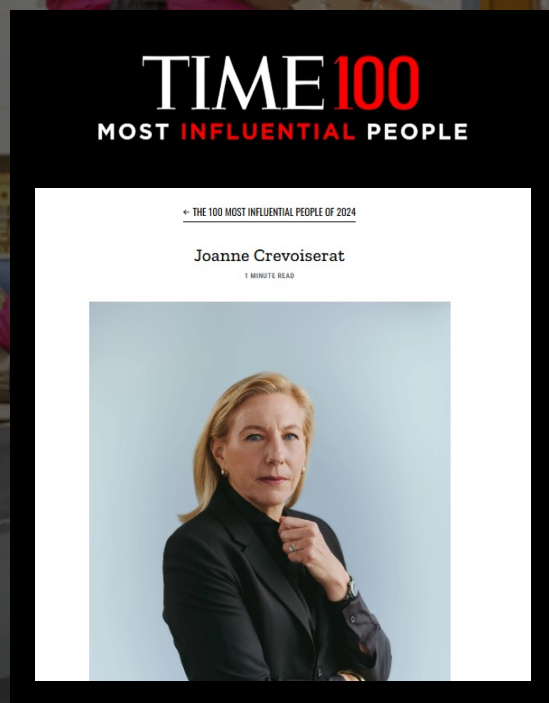 TIME100
MOST INFLUENTIAL PEOPLE
← THE 100 MOST INFLUENTIAL PEOPLE OF 2024
Joanne Crevoiserat
1 MINUTE READ